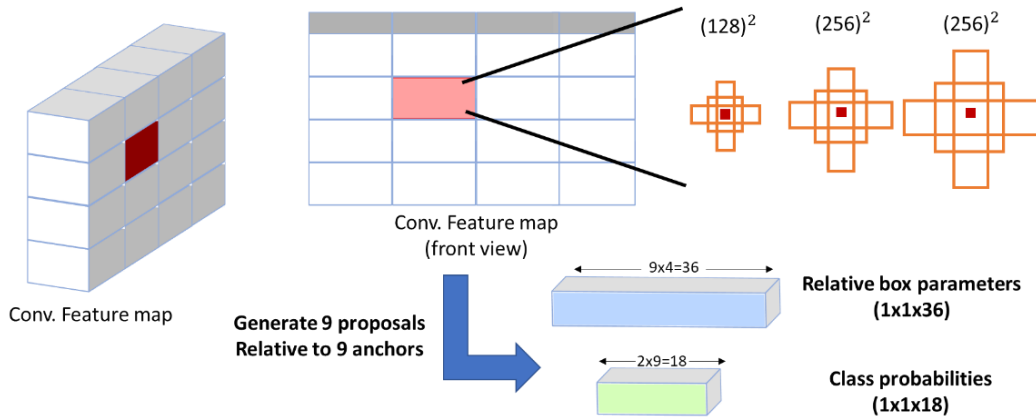 (128)²
(256)²
(256)²
Conv. Feature map
(front view)
Conv. Feature map
Generate 9 proposals
Relative to 9 anchors
9x4=36
Relative box parameters
(1x1x36)
2x9=18
Class probabilities
(1x1x18)